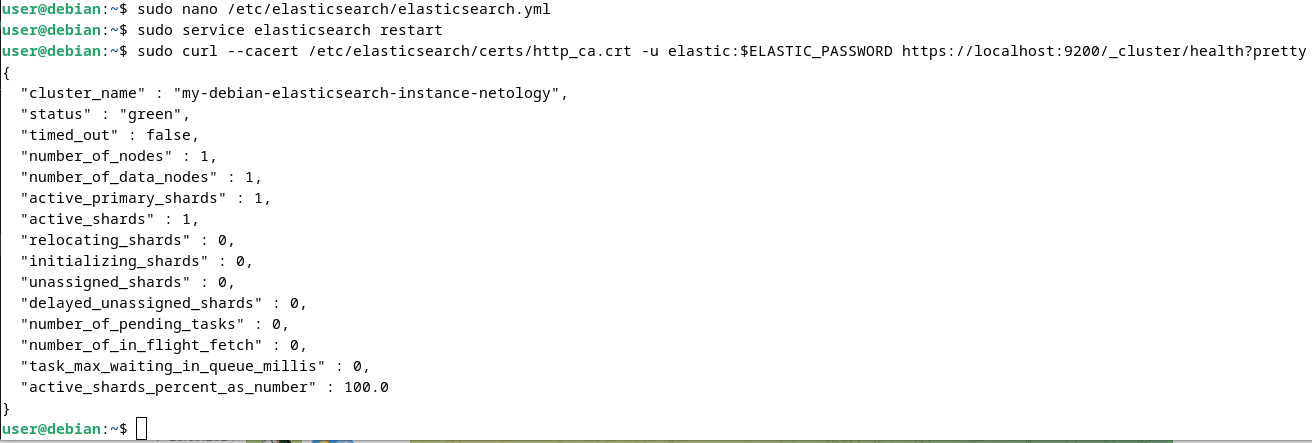 user@debian:~$ sudo nano /etc/elasticsearch/elasticsearch.yml
user@debian:~$ sudo service elasticsearch restart
user@debian:~$ sudo curl --cacert /etc/elasticsearch/certs/http_ca.crt -u elastic:$ELASTIC_PASSWORD https://localhost:9200/_cluster/health?pretty
{
  "cluster_name" : "my-debian-elasticsearch-instance-netology",
  "status" : "green",
  "timed_out" : false,
  "number_of_nodes" : 1,
  "number_of_data_nodes" : 1,
  "active_primary_shards" : 1,
  "active_shards" : 1,
  "relocating_shards" : 0,
  "initializing_shards" : 0,
  "unassigned_shards" : 0,
  "delayed_unassigned_shards" : 0,
  "number_of_pending_tasks" : 0,
  "number_of_in_flight_fetch" : 0,
  "task_max_waiting_in_queue_millis" : 0,
  "active_shards_percent_as_number" : 100.0
}
user@debian:~$